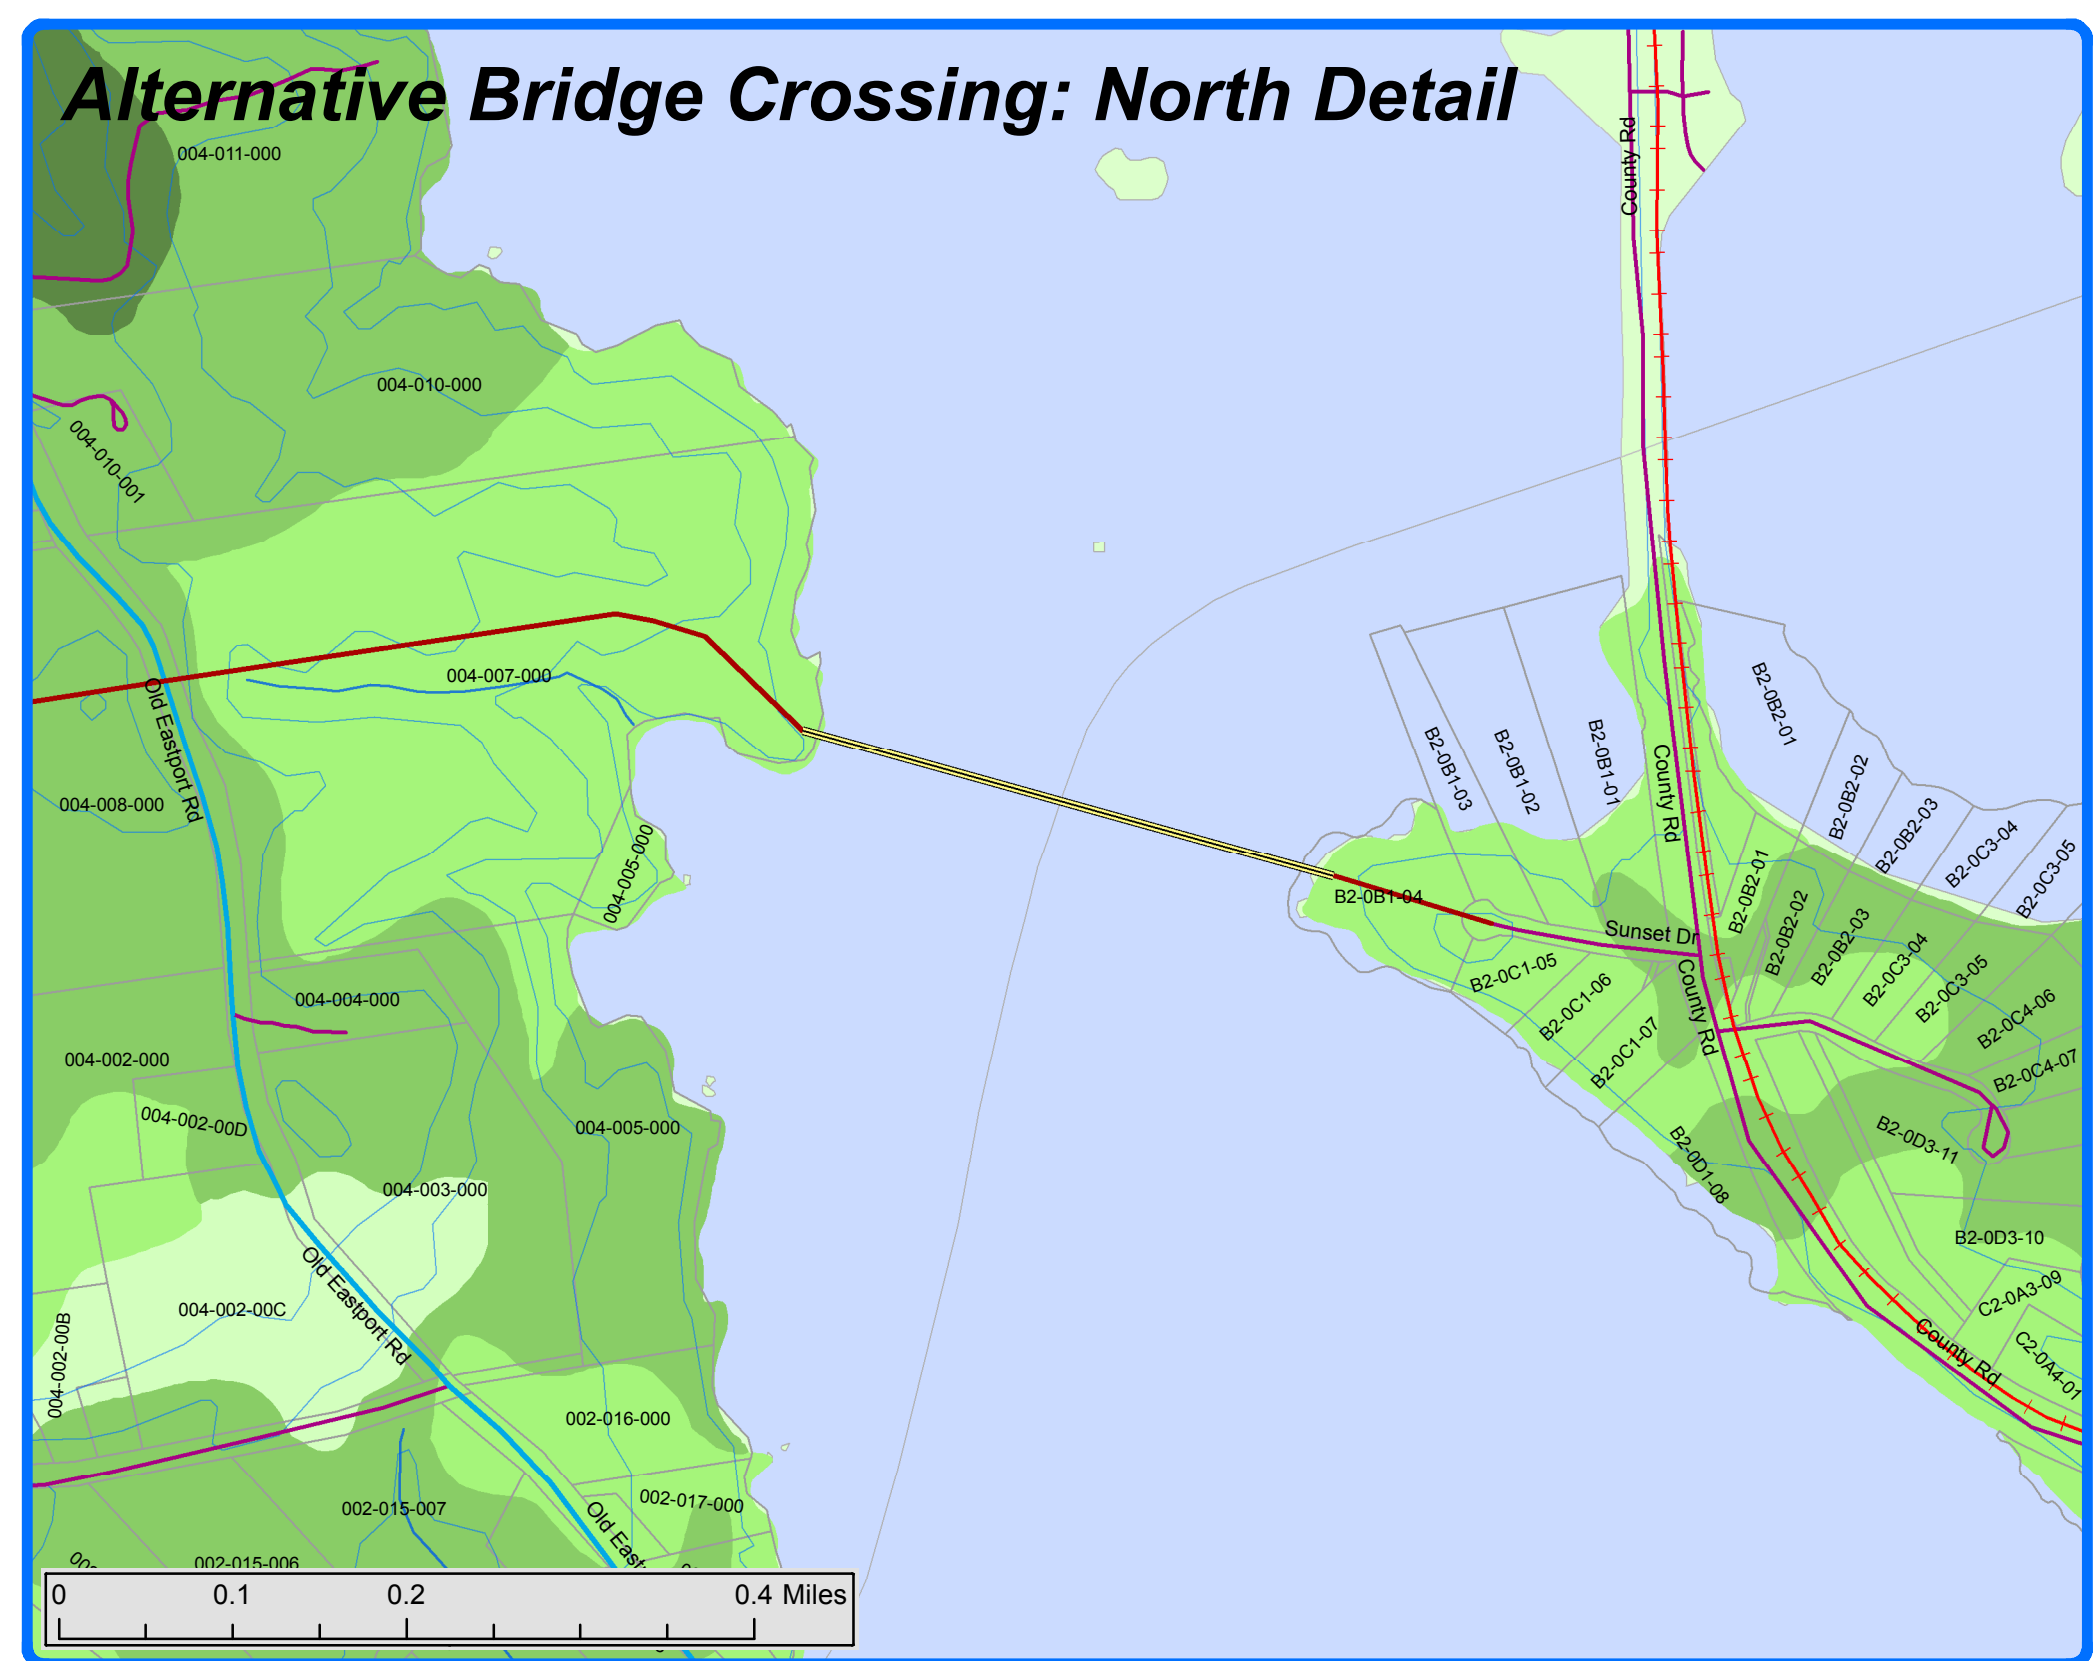 Alternative Bridge Crossing: North Detail
004-011-000
County Rd
004-010-000
004-010-001
004-007-000
Old Eastport Rd
004-008-000
004-005-000
B2-0B1-03
B2-0B1-02
B2-0B1-01
County Rd
B2-0B2-01
B2-0B2-02
B2-0B2-03
B2-0C3-04
B2-0C3-05
B2-0B1-04
Sunset Dr
B2-0B2-01
B2-0B2-02
B2-0B2-03
B2-0C3-04
B2-0C3-05
B2-0C4-06
B2-0C4-07
B2-0C1-05
B2-0C1-06
B2-0C1-07
County Rd
004-004-000
004-002-000
004-002-00D
004-005-000
004-003-000
B2-0D1-08
B2-0D3-11
B2-0D3-10
C2-0A3-09
C2-0A4-01
County Rd
Old Eastport Rd
004-002-00C
004-002-00B
002-016-000
002-017-000
002-015-007
002-015-006
Old East
0 0.1 0.2 0.4 Miles